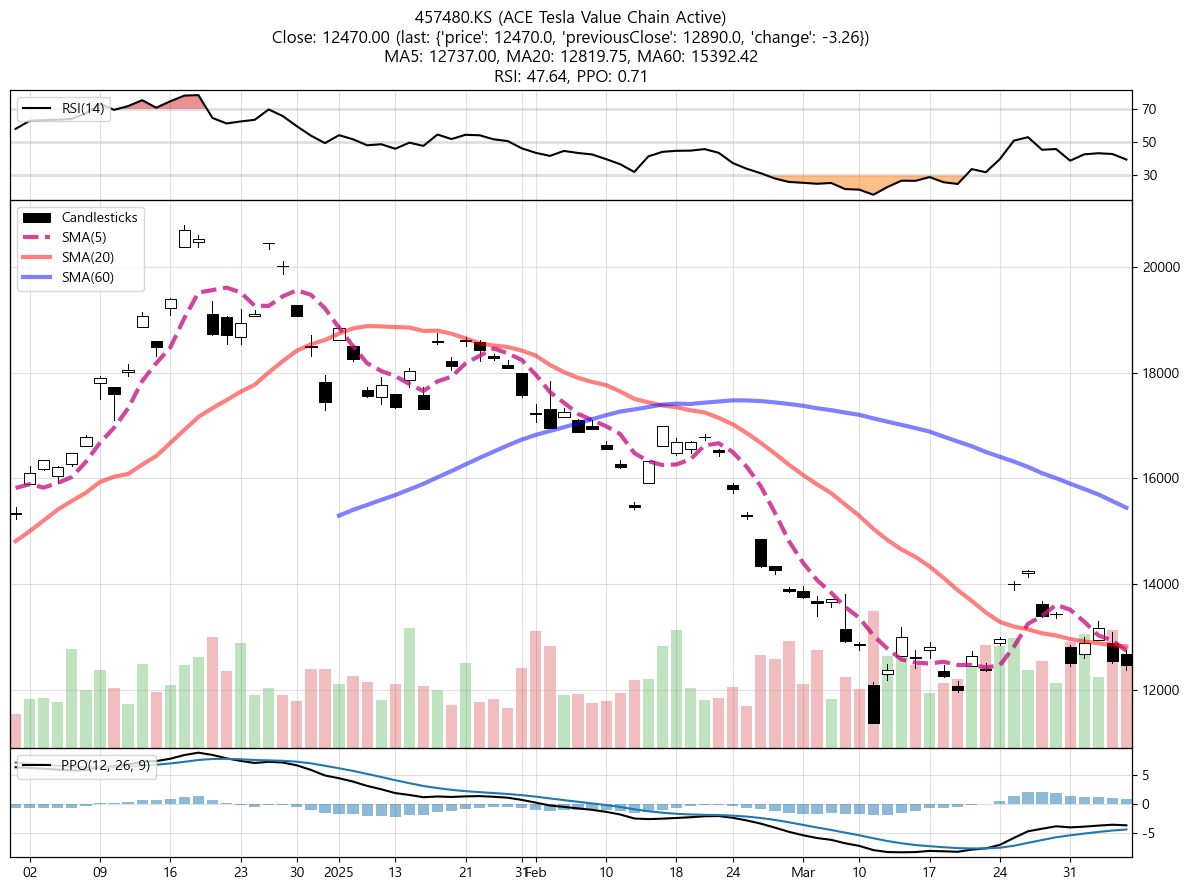 457480.KS (ACE Tesla Value Chain Active)
Close: 12470.00 (last: {'price': 12470.0, 'previousClose': 12890.0, 'change': -3.26})
MA5: 12737.00, MA20: 12819.75, MA60: 15392.42
RSI: 47.64, PPO: 0.71
RSI(14)
70
50
30
Candlesticks
SMA(5)
SMA(20)
SMA(60)
20000
18000
16000
14000
12000
PPO(12, 26, 9)
5
0
-5
02 09 16 23 30 2025 13 21 31 Feb 10 18 24 Mar 10 17 24 31